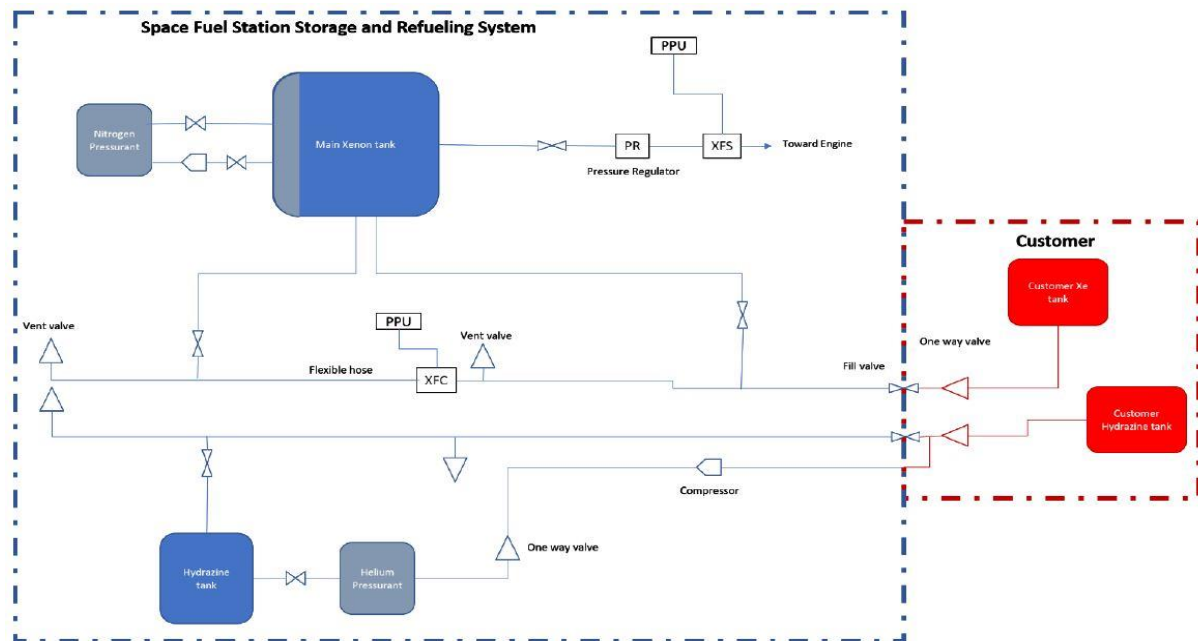 Space Fuel Station Storage and Refueling System
PPU
Nitrogen
Pressurant
Main Xenon tank
PR
XFS
Toward Engine
Pressure Regulator
Customer
Customer Xe
tank
Vent valve
PPU
Vent valve
One way valve
Flexible hose
XFC
Fill valve
Customer
Hydrazine tank
Compressor
One way valve
Hydrazine
tank
Helium
Pressurant